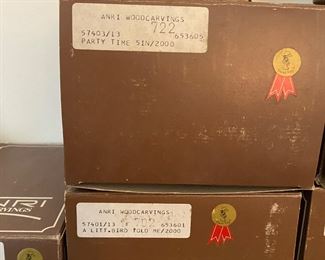 ANRI WOODCARVINGS
722
57403/13 653605
PARTY TIME 5IN/2000
ANRI WOODCARVINGS
57401/13 653601
A LITT.BIRD TOLD ME/2000
ANRI
CARVINGS